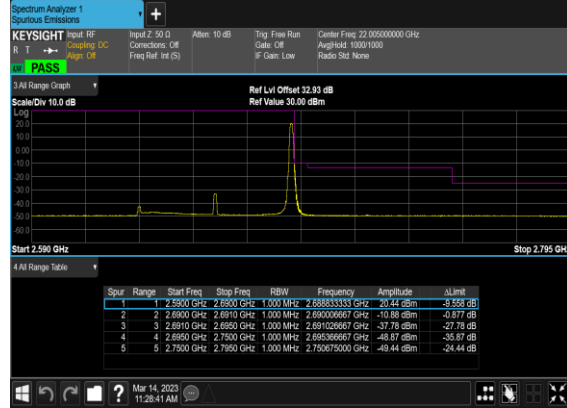 Spectrum Analyzer 1
Spurious Emissions
+
KEYSIGHT Input: RF Input Z: 50 Ω Atten: 10 dB Trig: Free Run Center Freq: 22.005000000 GHz
R T Coupling: DC Corrections: Off Gate: Off Avg|Hold: 1000/1000
Align: Off Freq Ref: Int (S) IF Gain: Low Radio Std: None
PASS
3 All Range Graph
Ref Lvl Offset 32.93 dB
Scale/Div 10.0 dB Ref Value 30.00 dBm
Log
20.0
10.0
0.00
-10.0
-20.0
-30.0
-40.0
-50.0
-60.0
Start 2.590 GHz Stop 2.795 GH
4 All Range Table
Spur Range Start Freq Stop Freq RBW Frequency Amplitude ΔLimit
1 1 2.5900 GHz 2.6900 GHz 1.000 MHz 2.688833333 GHz 20.44 dBm -9.558 dB
2 2 2.6900 GHz 2.6910 GHz 1.000 MHz 2.690006667 GHz -10.88 dBm -0.877 dB
3 3 2.6910 GHz 2.6950 GHz 1.000 MHz 2.691026667 GHz -37.78 dBm -27.78 dB
4 4 2.6950 GHz 2.7500 GHz 1.000 MHz 2.695366667 GHz -48.87 dBm -35.87 dB
5 5 2.7500 GHz 2.7950 GHz 1.000 MHz 2.750675000 GHz -49.44 dBm -24.44 dB
? Mar 14, 2023
11:28:41 AM